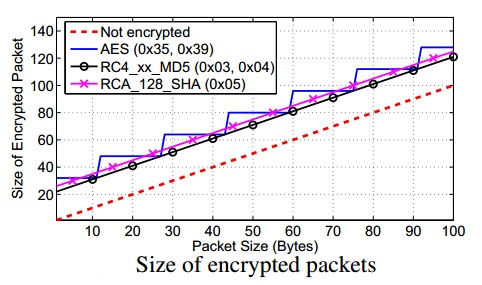 140
120
100
80
60
40
20
Size of Encrypted Packet
Not encrypted
AES (0x35, 0x39)
RC4_xx_MD5 (0x03, 0x04)
RCA_128_SHA (0x05)
10 20 30 40 50 60 70 80 90 100
Packet Size (Bytes)
Size of encrypted packets